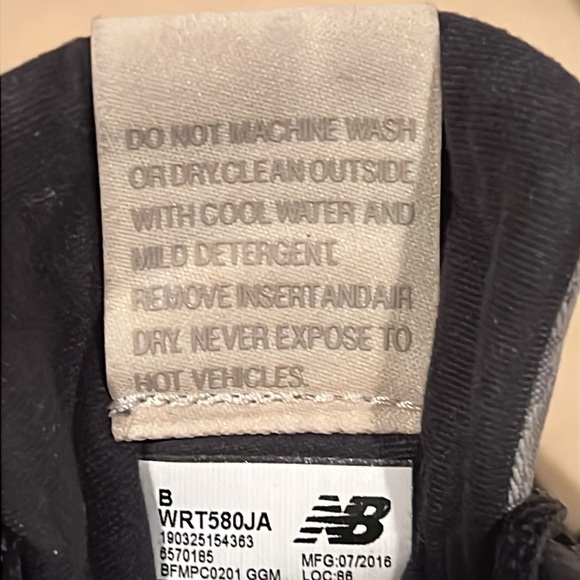 DO NOT MACHINE WASH
OR DRY. CLEAN OUTSIDE
WITH COOL WATER AND
MILD DETERGENT.
REMOVE INSERT AND AIR
DRY. NEVER EXPOSE TO
HOT VEHICLES.
B
WRT580JA
190325154363
6570185
BFMPC0201 GGM
NB
MFG:07/2016
LOC:86